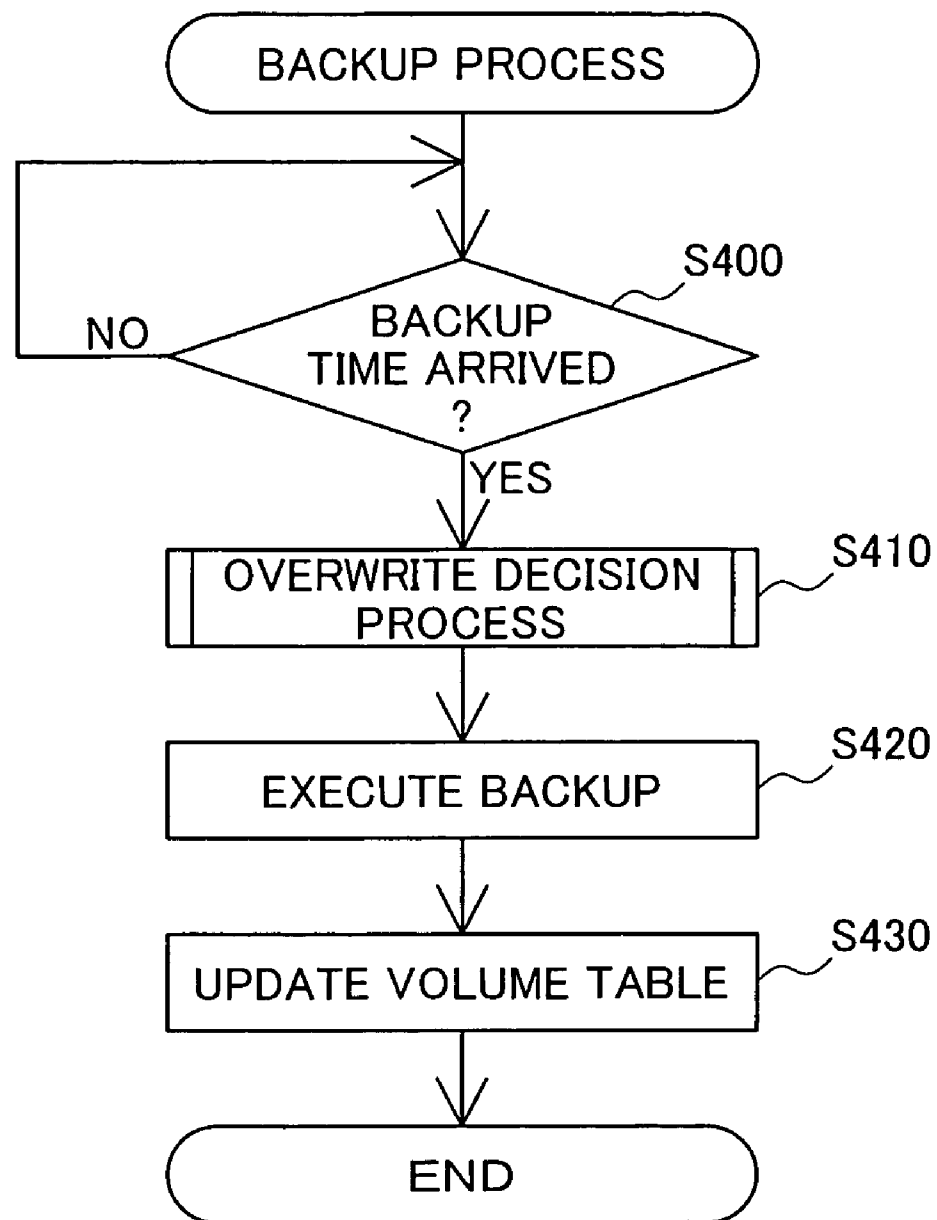 BACKUP PROCESS
S400
BACKUP
TIME ARRIVED
?
NO
YES
S410
OVERWRITE DECISION
PROCESS
S420
EXECUTE BACKUP
S430
UPDATE VOLUME TABLE
END